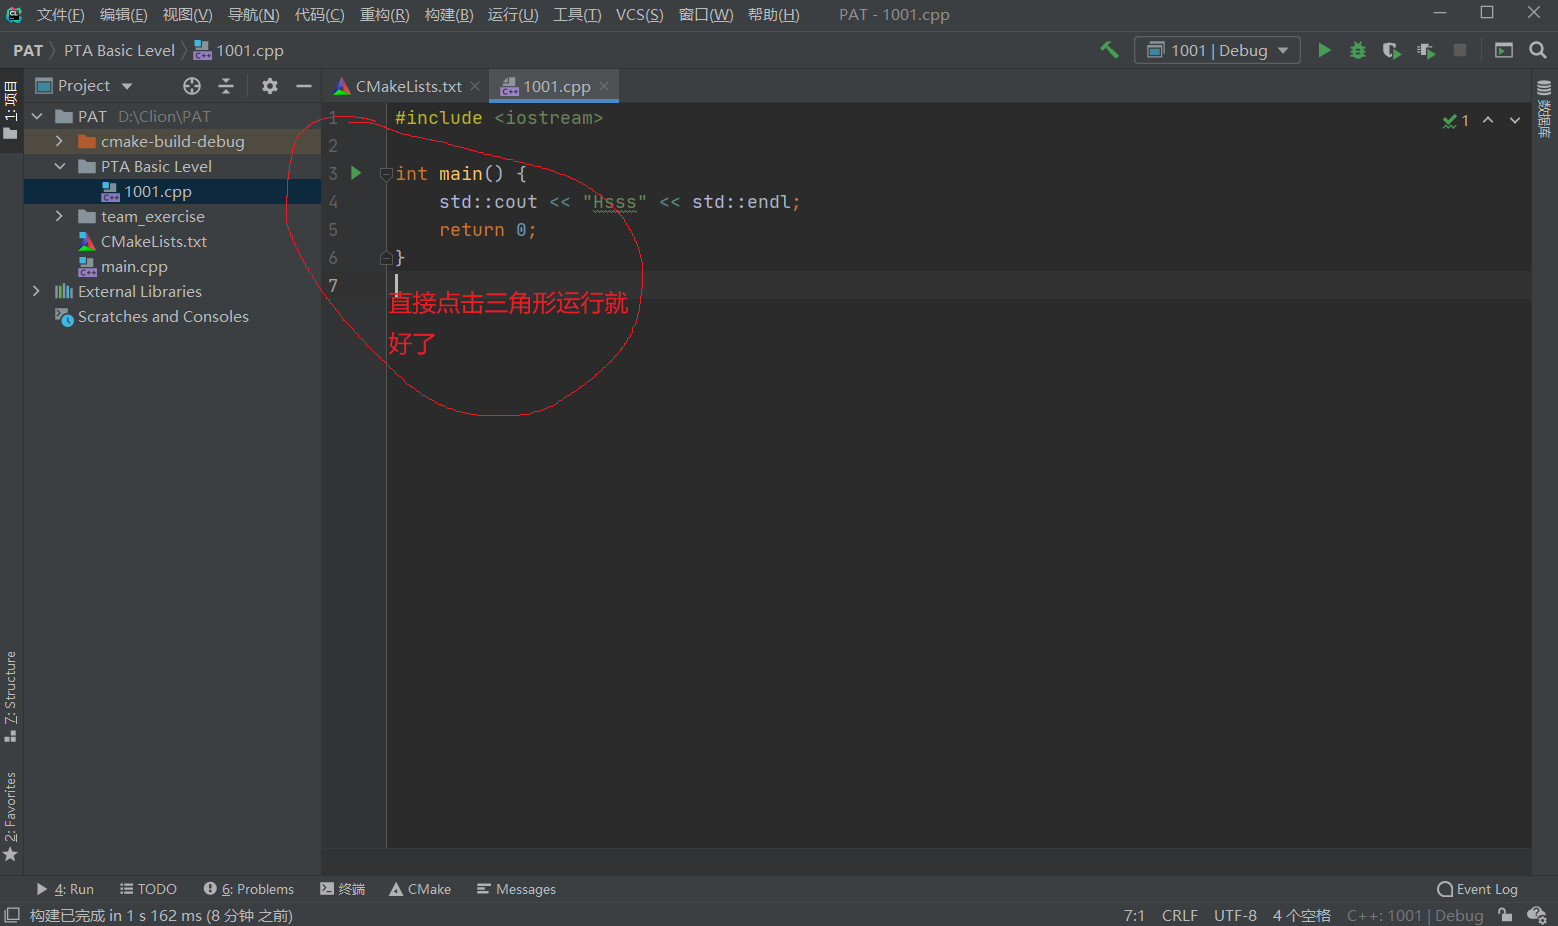 文件(F) 编辑(E) 视图(V) 导航(N) 代码(C) 重构(R) 构建(B) 运行(U) 工具(T) VCS(S) 窗口(W) 帮助(H) PAT - 1001.cpp
PAT PTA Basic Level 1001.cpp 1001 | Debug
Project
CMakeLists.txt 1001.cpp
1: 项目
PAT D:\Clion\PAT
cmake-build-debug
PTA Basic Level
1001.cpp
team_exercise
CMakeLists.txt
main.cpp
External Libraries
Scratches and Consoles
1 #include <iostream>
2
3 int main() {
4 std::cout << "Hsss" << std::endl;
5 return 0;
6 }
7
直接点击三角形运行就
好了
1
数据库
7: Structure
2: Favorites
4: Run TODO 6: Problems 终端 CMake Messages Event Log
构建已完成 in 1 s 162 ms (8 分钟 之前) 7:1 CRLF UTF-8 4 个空格 C++: 1001 | Debug